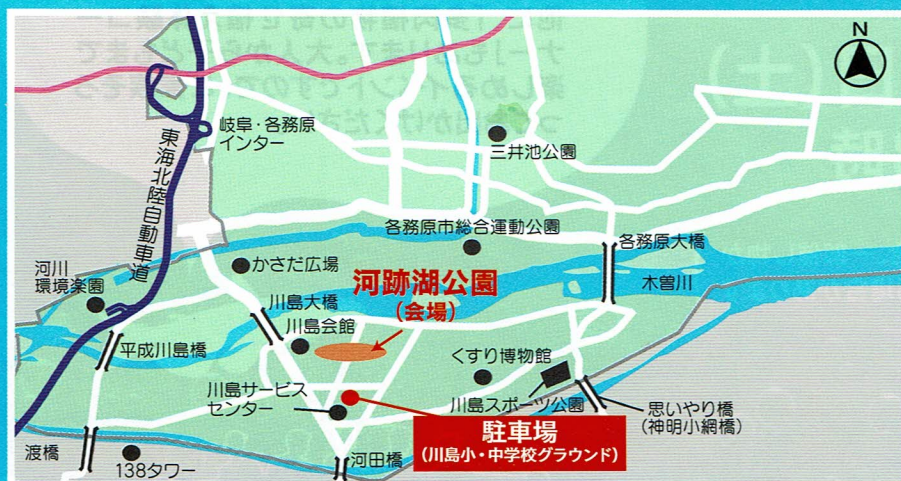 N
岐阜・各務原
インター
東海北陸自動車道
三井池公園
各務原市総合運動公園
各務原大橋
河川
環境楽園
かさだ広場
河跡湖公園
（会場）
木曽川
川島大橋
川島会館
平成川島橋
くすり博物館
川島サービス
センター
川島スポーツ公園
思いやり橋
（神明小網橋）
駐車場
（川島小・中学校グラウンド）
渡橋
138タワー
河田橋